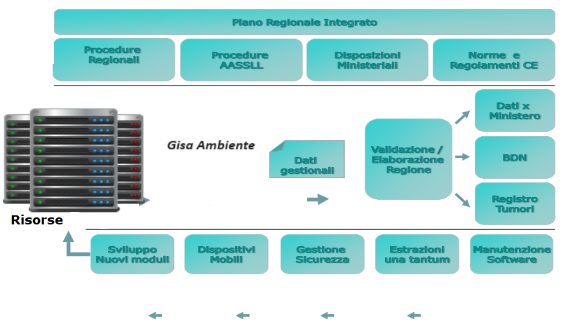 Piano Regionale Integrato
Procedure
Regionali
Procedure
AASSLL
Disposizioni
Ministeriali
Norme e
Regolamenti CE
Gisa Ambiente
Dati
gestionali
Validazione /
Elaborazione
Regione
Dati x
Ministero
BDN
Registro
Tumori
Risorse
Sviluppo
Nuovi moduli
Dispositivi
Mobili
Gestione
Sicurezza
Estrazioni
una tantum
Manutenzione
Software